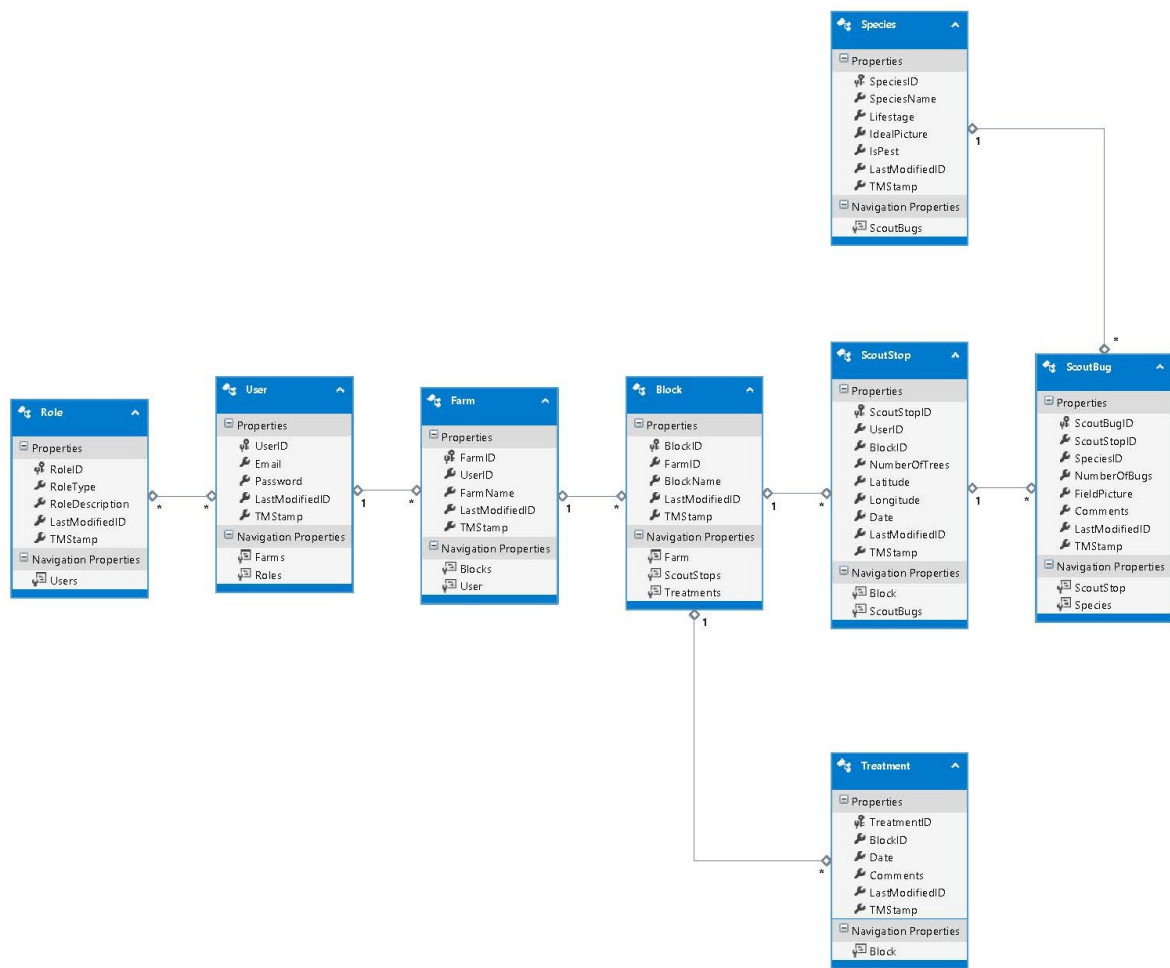 Species
Properties
SpeciesID
SpeciesName
Lifestage
IdealPicture
IsPest
LastModifiedID
TMStamp
Navigation Properties
ScoutBugs
1
*
Role
Properties
RoleID
RoleType
RoleDescription
LastModifiedID
TMStamp
Navigation Properties
Users
*
*
User
Properties
UserID
Email
Password
LastModifiedID
TMStamp
Navigation Properties
Farms
Roles
1
*
Farm
Properties
FarmID
UserID
FarmName
LastModifiedID
TMStamp
Navigation Properties
Blocks
User
1
*
Block
Properties
BlockID
FarmID
BlockName
LastModifiedID
TMStamp
Navigation Properties
Farm
ScoutStops
Treatments
1
*
ScoutStop
Properties
ScoutStopID
UserID
BlockID
NumberOfTrees
Latitude
Longitude
Date
LastModifiedID
TMStamp
Navigation Properties
Block
ScoutBugs
1
*
ScoutBug
Properties
ScoutBugID
ScoutStopID
SpeciesID
NumberOfBugs
FieldPicture
Comments
LastModifiedID
TMStamp
Navigation Properties
ScoutStop
Species
1
*
Treatment
Properties
TreatmentID
BlockID
Date
Comments
LastModifiedID
TMStamp
Navigation Properties
Block